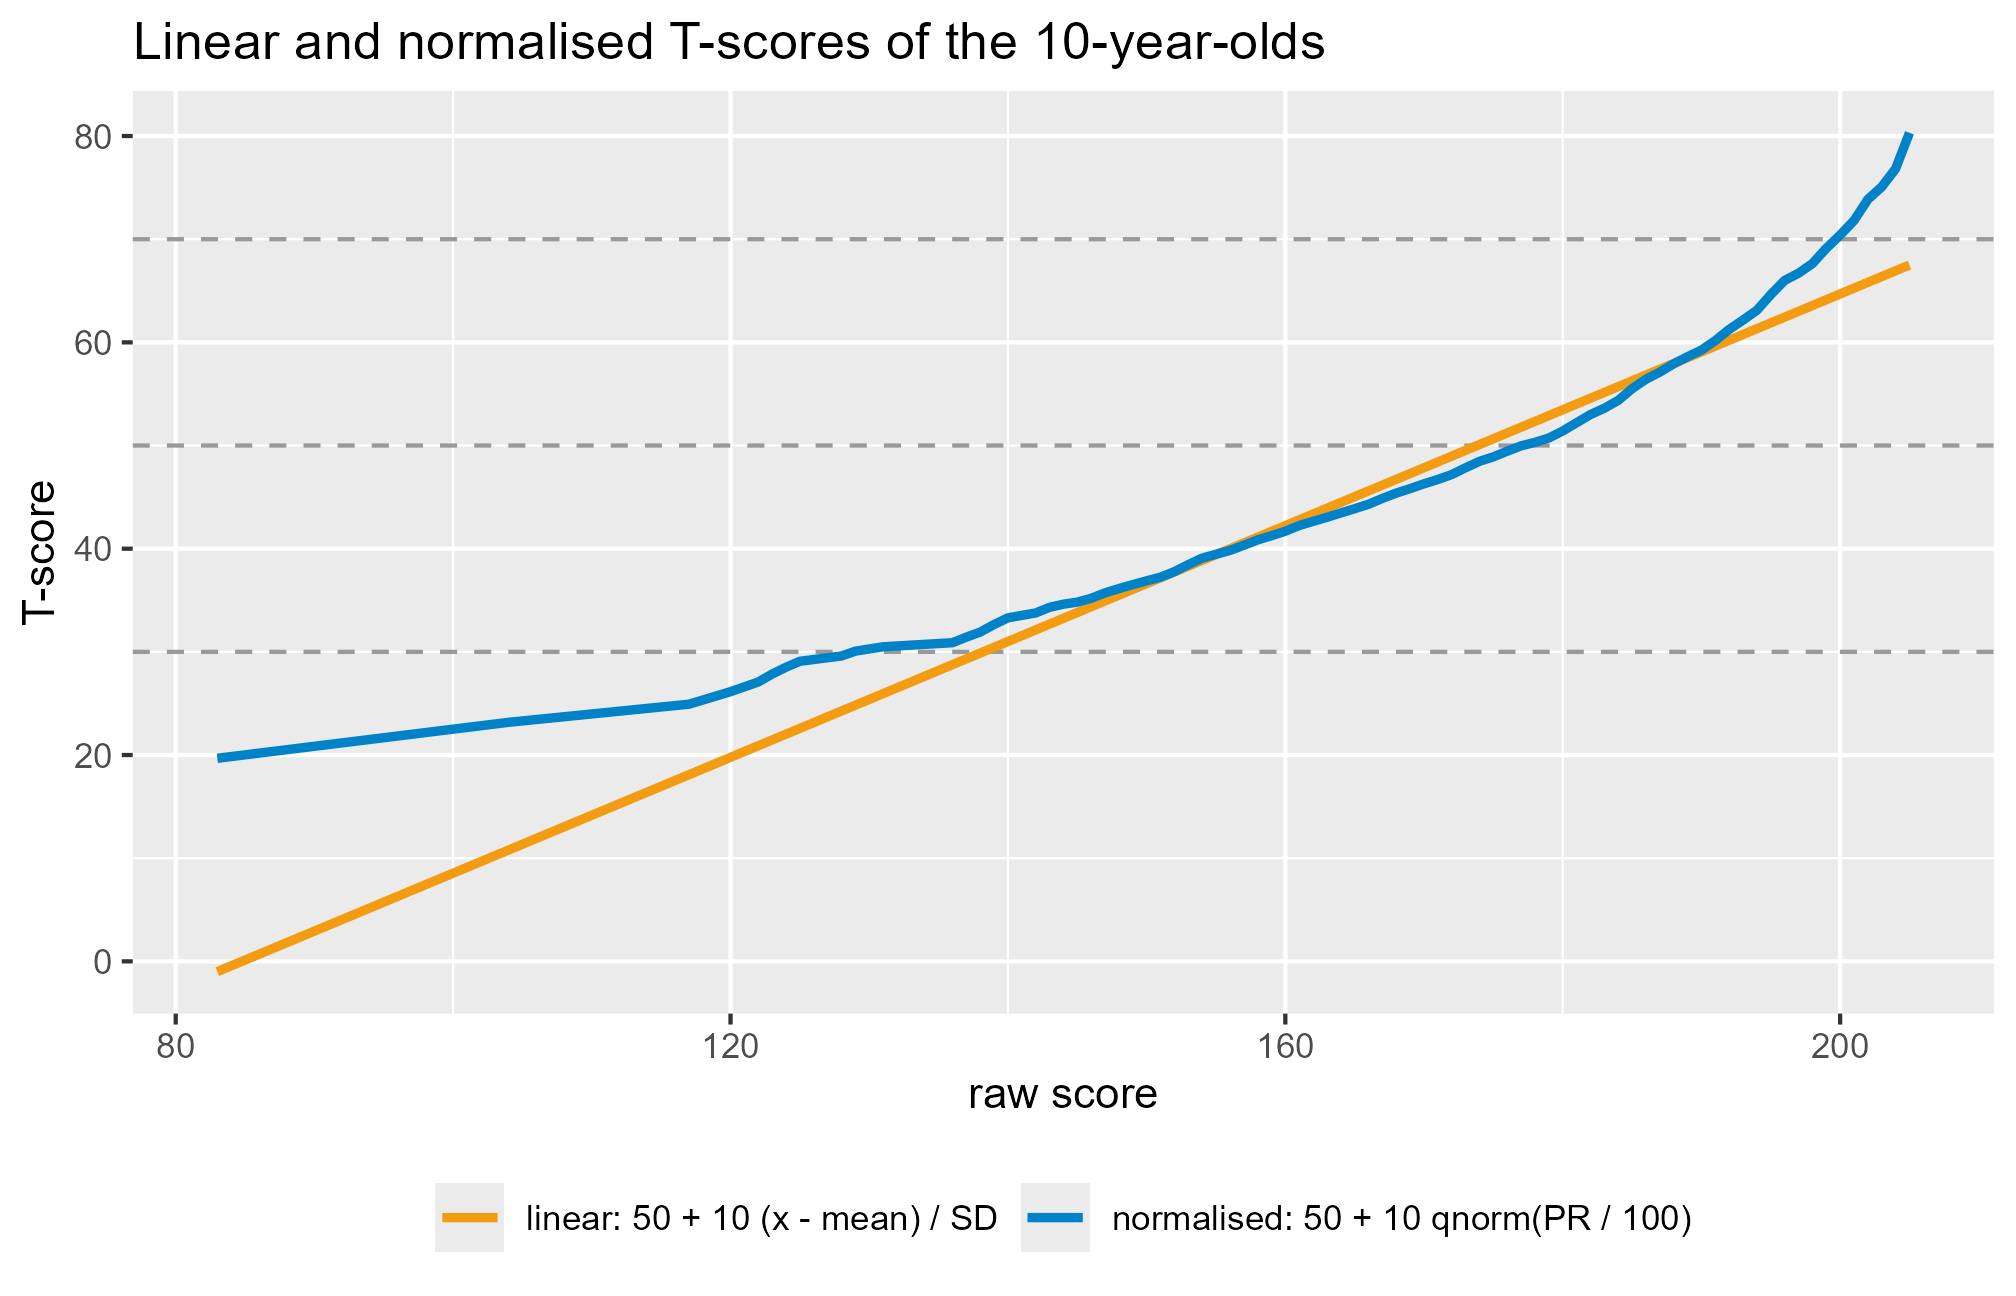 Linear and normalised T-scores of the 10-year-olds
T-score
80
60
40
20
0
80 120 160 200
raw score
linear: 50 + 10 (x - mean) / SD normalised: 50 + 10 qnorm(PR / 100)